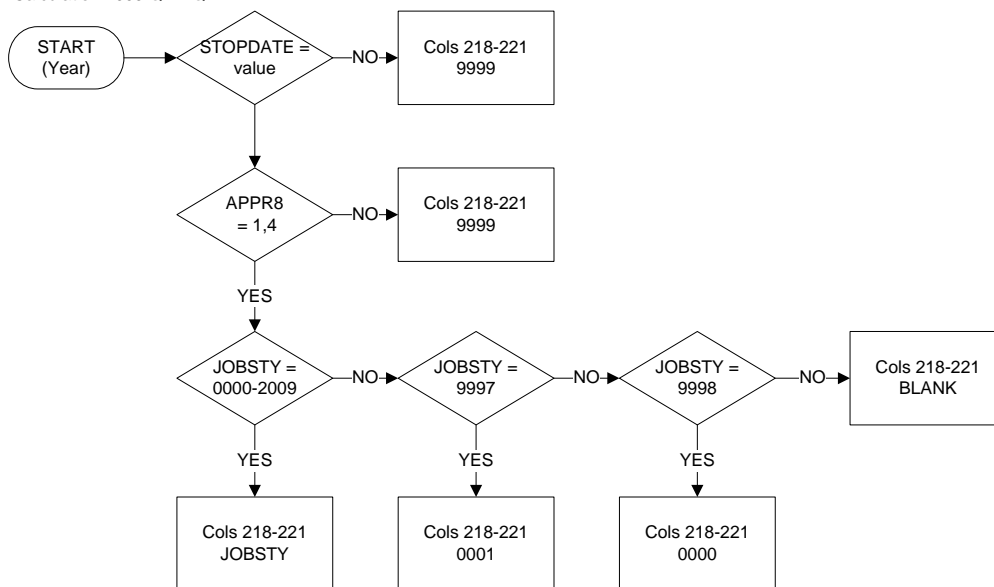 START
(Year)
STOPDATE =
value
NO
Cols 218-221
9999
APPR8
= 1,4
NO
Cols 218-221
9999
YES
JOBSTY =
0000-2009
NO
JOBSTY =
9997
NO
JOBSTY =
9998
NO
Cols 218-221
BLANK
YES
YES
YES
Cols 218-221
JOBSTY
Cols 218-221
0001
Cols 218-221
0000